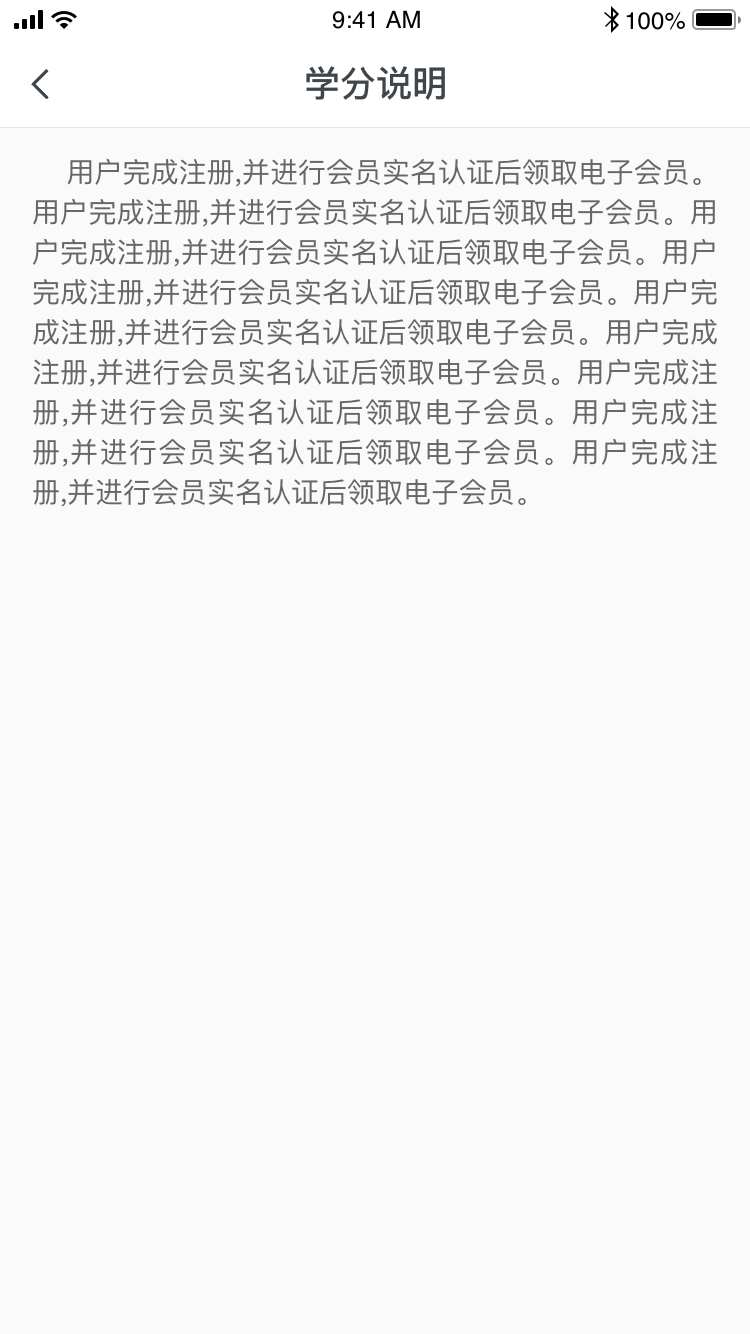 9:41 AM
100%
学分说明
用户完成注册,并进行会员实名认证后领取电子会员。
用户完成注册,并进行会员实名认证后领取电子会员。用
户完成注册,并进行会员实名认证后领取电子会员。用户
完成注册,并进行会员实名认证后领取电子会员。用户完
成注册,并进行会员实名认证后领取电子会员。用户完成
注册,并进行会员实名认证后领取电子会员。用户完成注
册,并进行会员实名认证后领取电子会员。用户完成注
册,并进行会员实名认证后领取电子会员。用户完成注
册,并进行会员实名认证后领取电子会员。